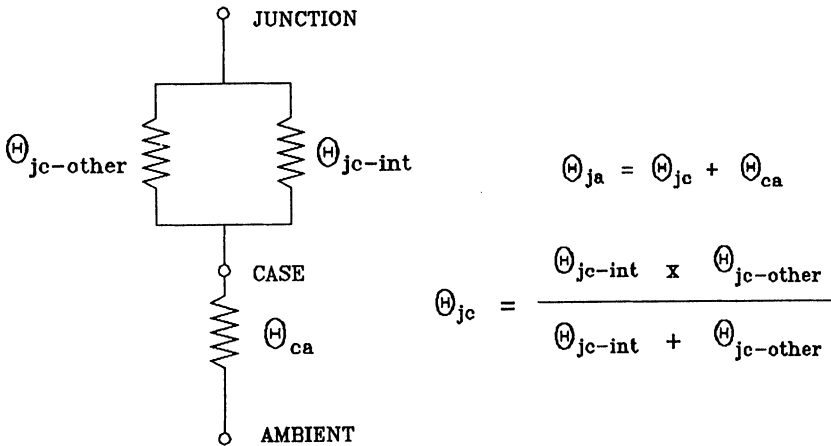 JUNCTION
Θjc-other
Θjc-int
CASE
Θca
AMBIENT
Θja = Θjc + Θca
Θjc = Θjc-int x Θjc-other
Θjc-int + Θjc-other